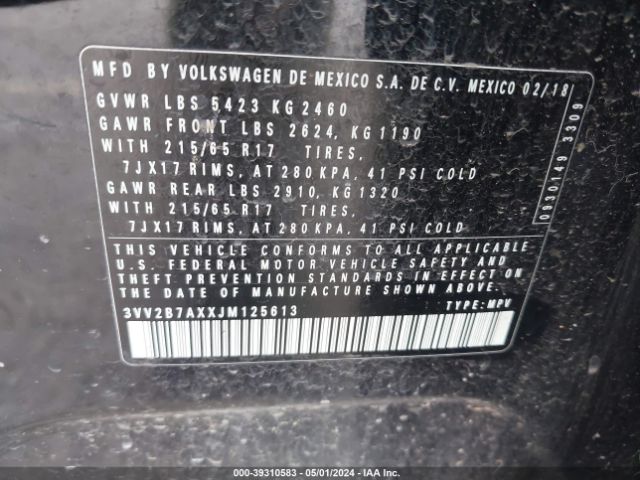 MFD BY VOLKSWAGEN DE MEXICO S.A. DE C.V. MEXICO 02/18
GVWR LBS 5423 KG 2460
GAWR FRONT LBS 2624, KG 1190
WITH 215/65 R17 TIRES,
7JX17 RIMS, AT 280 KPA, 41 PSI COLD
GAWR REAR LBS 2910, KG 1320
WITH 215/65 R17 TIRES,
7JX17 RIMS, AT 280 KPA, 41 PSI COLD
0930149 3309
THIS VEHICLE CONFORMS TO ALL APPLICABLE
U.S. FEDERAL MOTOR VEHICLE SAFETY AND
THEFT PREVENTION STANDARDS IN EFFECT ON
THE DATE OF MANUFACTURE SHOWN ABOVE.
3VV2B7AXXJM125613 TYPE: MPV
000-39310583 - 05/01/2024 - IAA Inc.